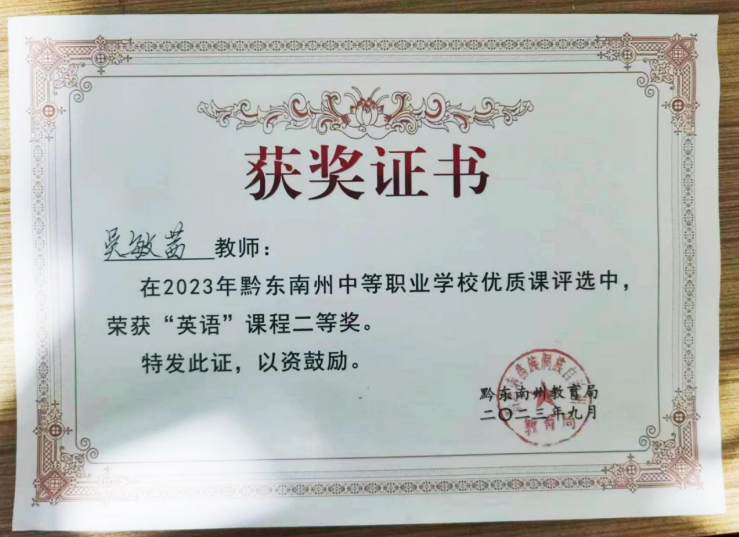 获奖证书
吴敏茜 教师：
在2023年黔东南州中等职业学校优质课评选中，
荣获“英语”课程二等奖。
特发此证，以资鼓励。
黔东南州教育局
二〇二三年九月
教育局